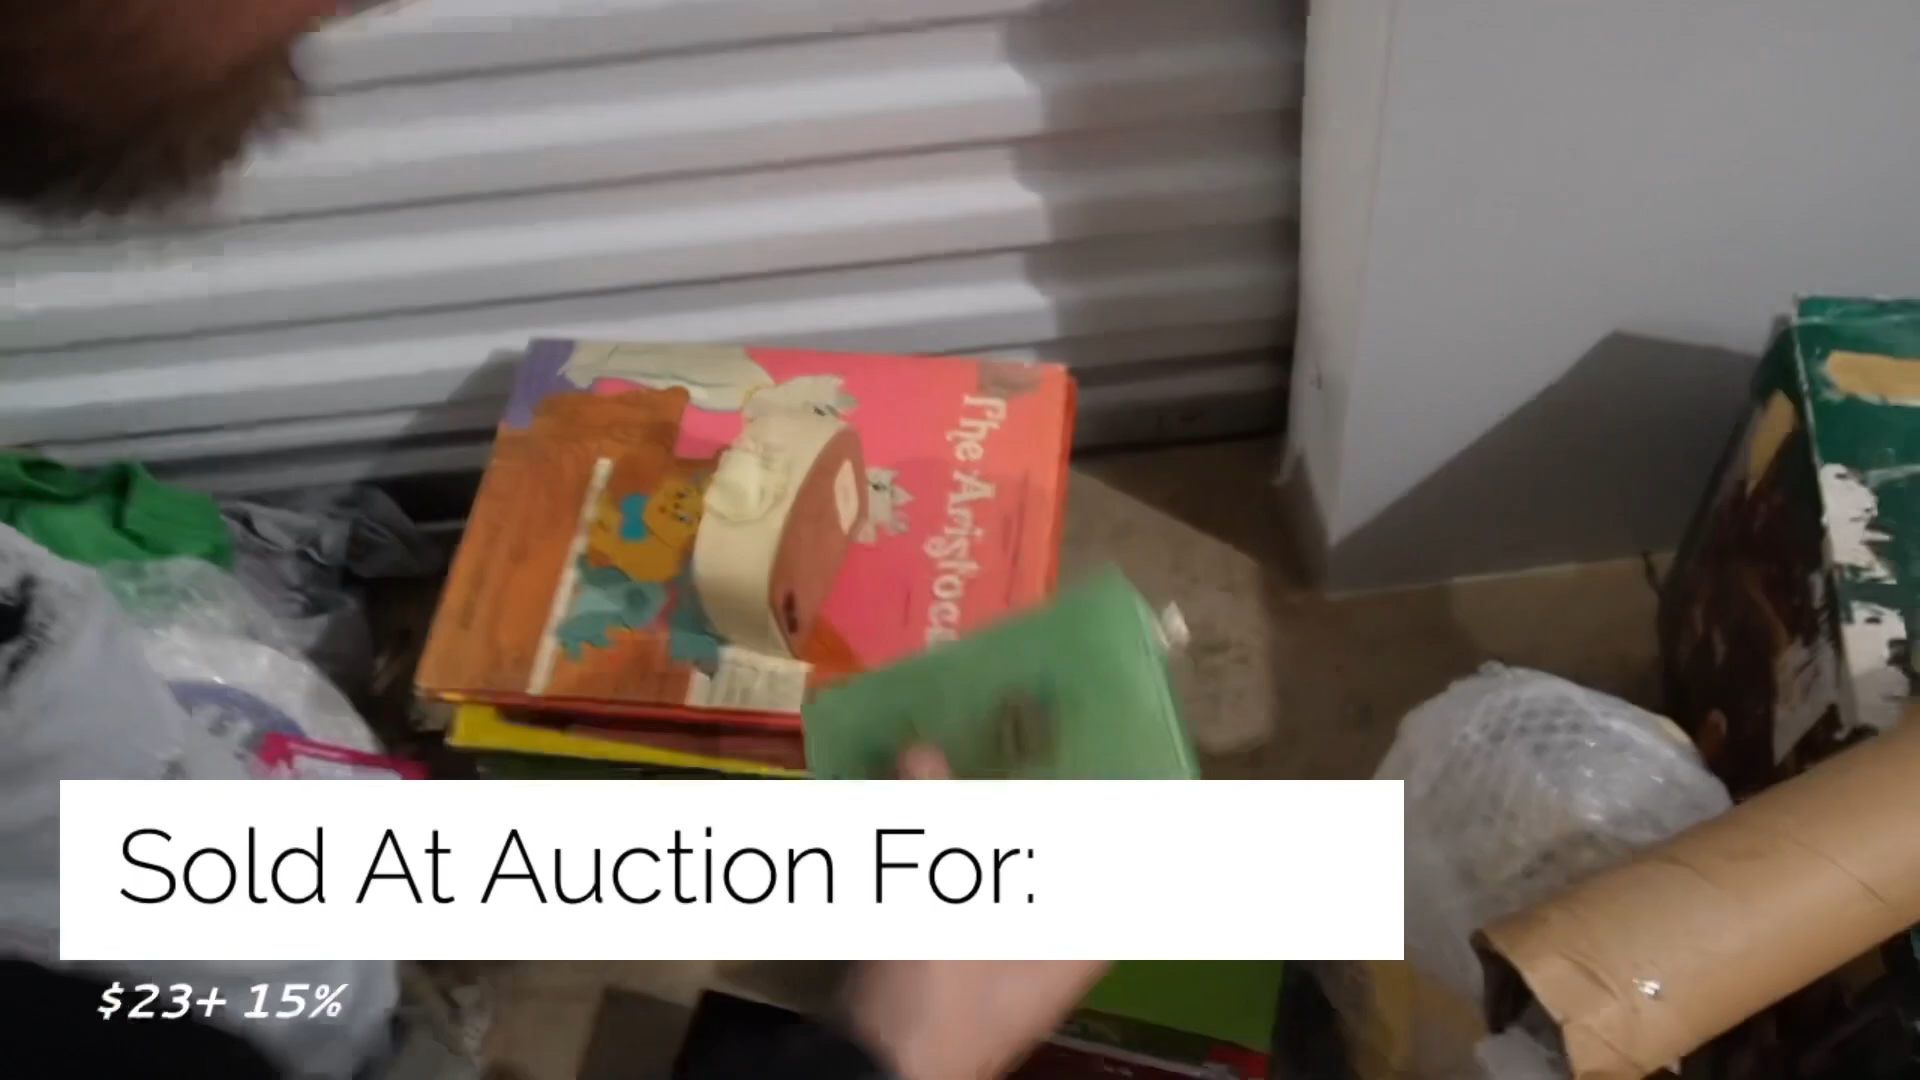 The Aristoc
Sold At Auction For:
$23+ 15%